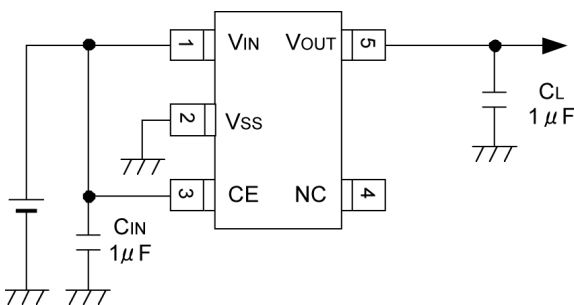 1 VIN VOUT 5
2 VSS
3 CE NC 4
CL
1μF
CIN
1μF